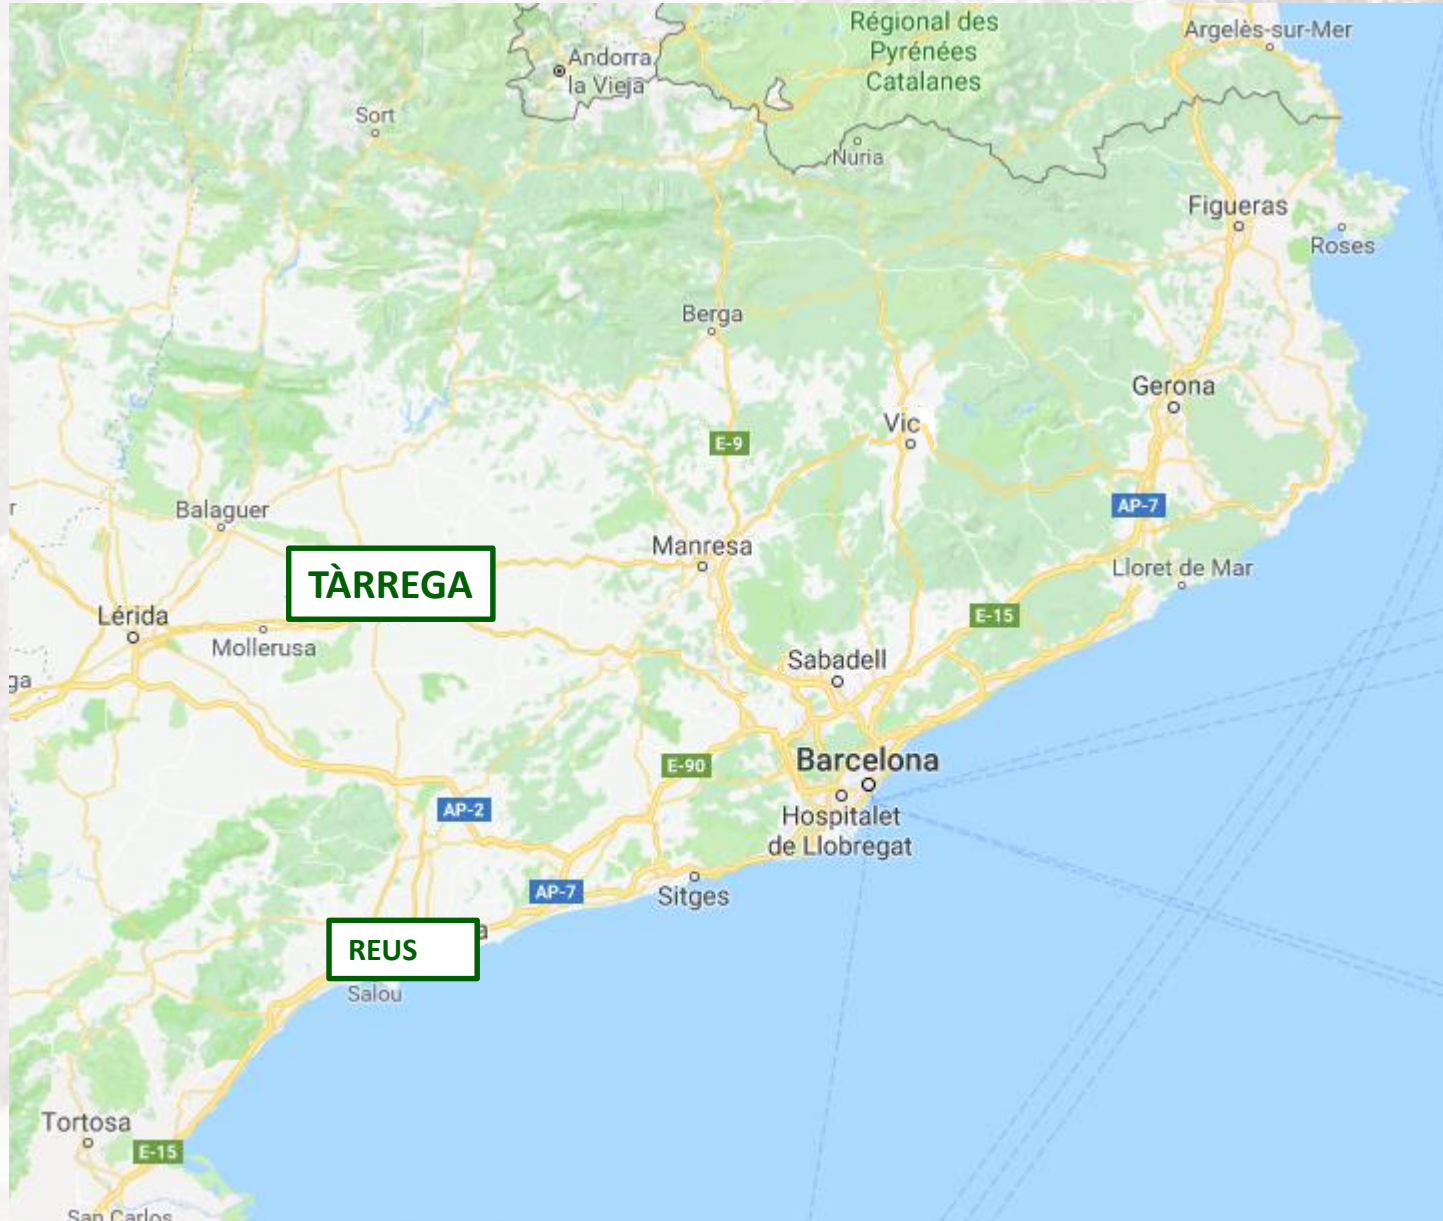 Régional des
Pyrénées
Catalanes
Argelès-sur-Mer
Andorra
la Vieja
Sort
Nuria
Figueras
Roses
Berga
Gerona
Vic
E-9
Balaguer
AP-7
Manresa
TÀRREGA
Lloret de Mar
Lérida
E-15
Mollerusa
Sabadell
ga
Barcelona
E-90
AP-2
Hospitalet
de Llobregat
AP-7
Sitges
REUS
a
Salou
Tortosa
E-15
San Carlos